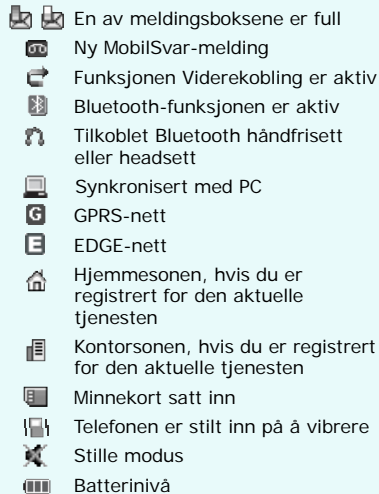 En av meldingsboksene er full
Ny MobilSvar-melding
Funksjonen Viderekobling er aktiv
Bluetooth-funksjonen er aktiv
Tilkoblet Bluetooth håndfrisett
eller headsett
Synkronisert med PC
G GPRS-nett
E EDGE-nett
Hjemmesonen, hvis du er
registrert for den aktuelle
tjenesten
Kontorsonen, hvis du er registrert
for den aktuelle tjenesten
Minnekort satt inn
Telefonen er stilt inn på å vibrere
Stille modus
Batterinivå